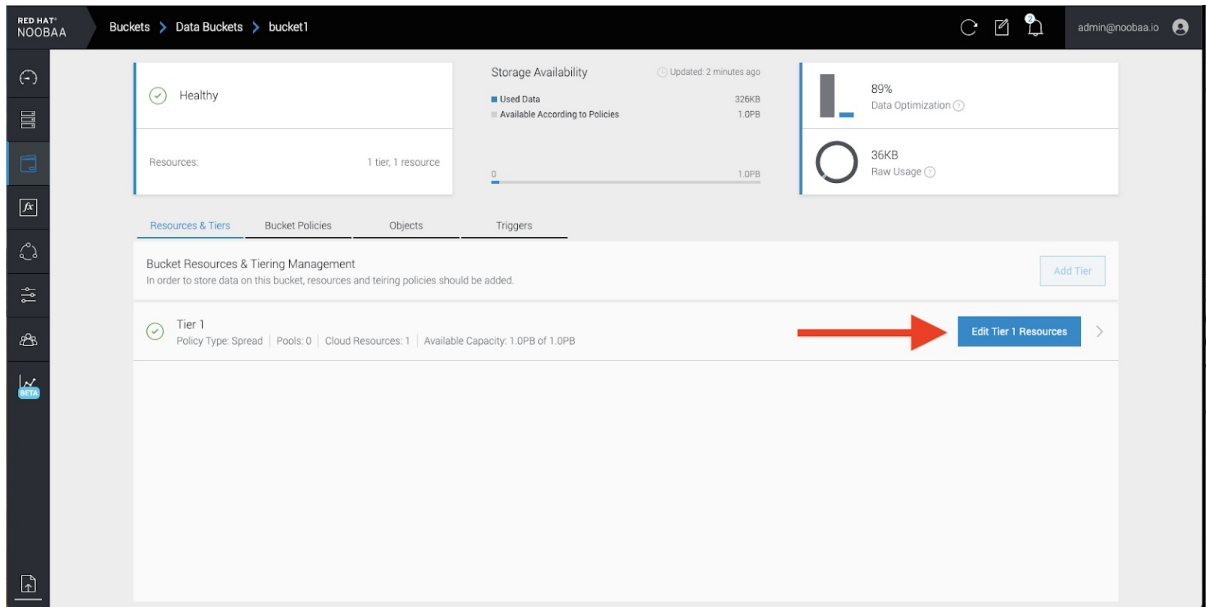 RED HAT®
NOOBAA
Buckets > Data Buckets > bucket1
2
admin@noobaa.io
Healthy
Resources: 1 tier, 1 resource
Storage Availability Updated: 2 minutes ago
Used Data 326KB
Available According to Policies 1.0PB
0 1.0PB
89%
Data Optimization ?
36KB
Raw Usage ?
fx
BETA
Resources & Tiers Bucket Policies Objects Triggers
Bucket Resources & Tiering Management
In order to store data on this bucket, resources and teiring policies should be added.
Add Tier
Tier 1
Policy Type: Spread | Pools: 0 | Cloud Resources: 1 | Available Capacity: 1.0PB of 1.0PB
Edit Tier 1 Resources >